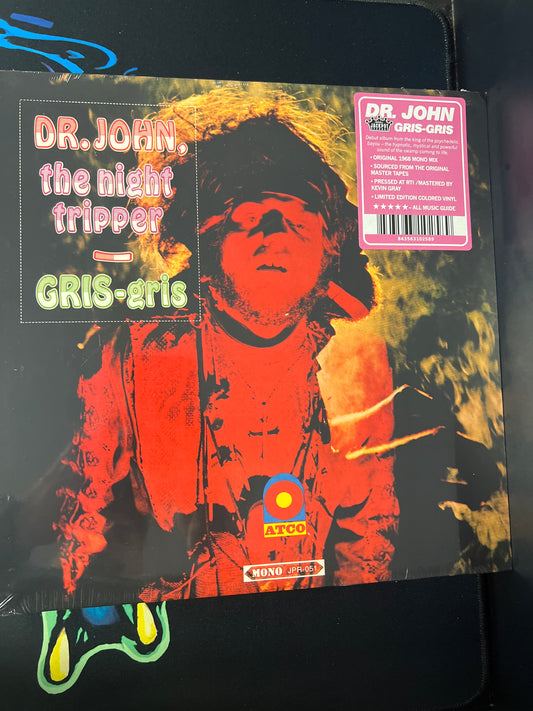 DR. JOHN,
the night
tripper
GRIS-gris
DR. JOHN
GRIS-GRIS
Debut album from the king of the psychedelic
bayou – the hypnotic, mystical and powerful
sound of the swamp coming to life.
• ORIGINAL 1968 MONO MIX
• SOURCED FROM THE ORIGINAL
MASTER TAPES
• PRESSED AT RTI /MASTERED BY
KEVIN GRAY
• LIMITED EDITION COLORED VINYL
★★★★★ - ALL MUSIC GUIDE
843563102589
ATCO
MONO JPR-051